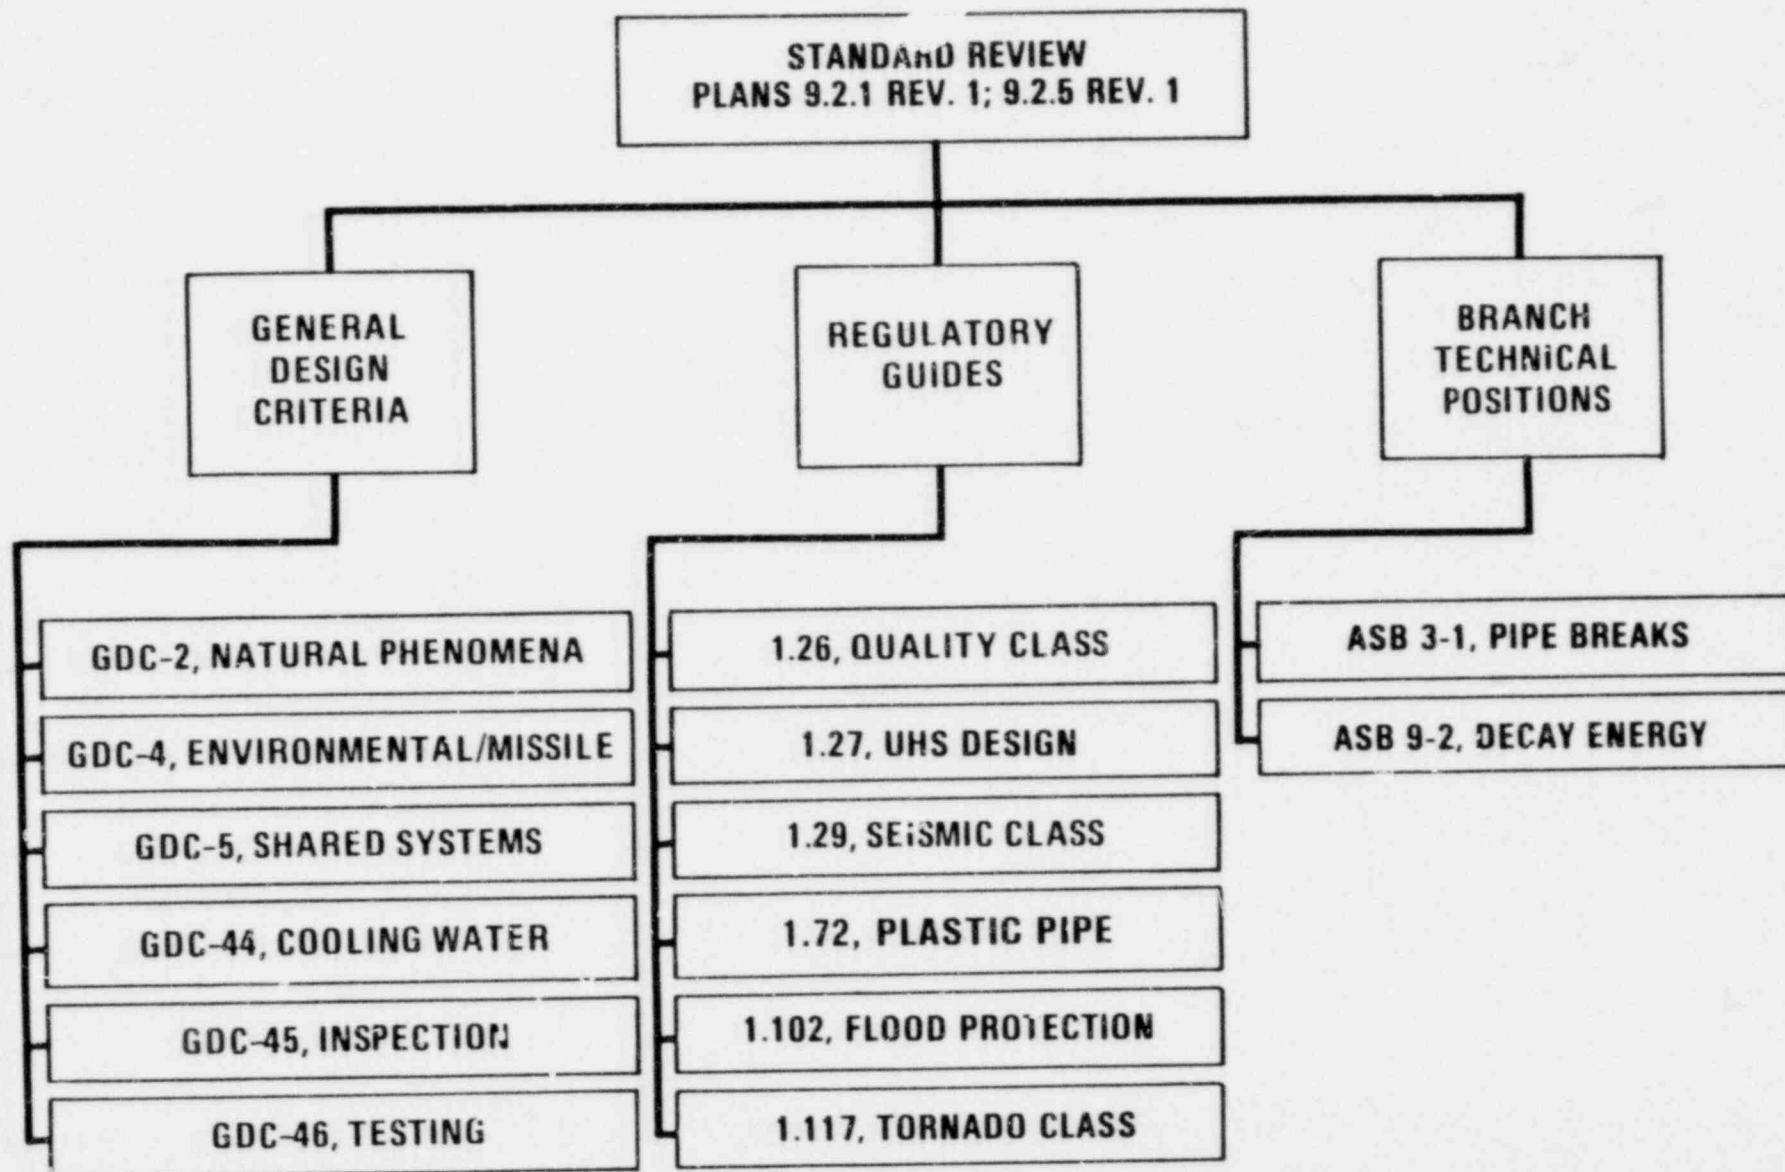 STANDARD REVIEW
PLANS 9.2.1 REV. 1; 9.2.5 REV. 1
GENERAL
DESIGN
CRITERIA
REGULATORY
GUIDES
BRANCH
TECHNICAL
POSITIONS
GDC-2, NATURAL PHENOMENA
GDC-4, ENVIRONMENTAL/MISSILE
GDC-5, SHARED SYSTEMS
GDC-44, COOLING WATER
GDC-45, INSPECTION
GDC-46, TESTING
1.26, QUALITY CLASS
1.27, UHS DESIGN
1.29, SEISMIC CLASS
1.72, PLASTIC PIPE
1.102, FLOOD PROTECTION
1.117, TORNADO CLASS
ASB 3-1, PIPE BREAKS
ASB 9-2, DECAY ENERGY